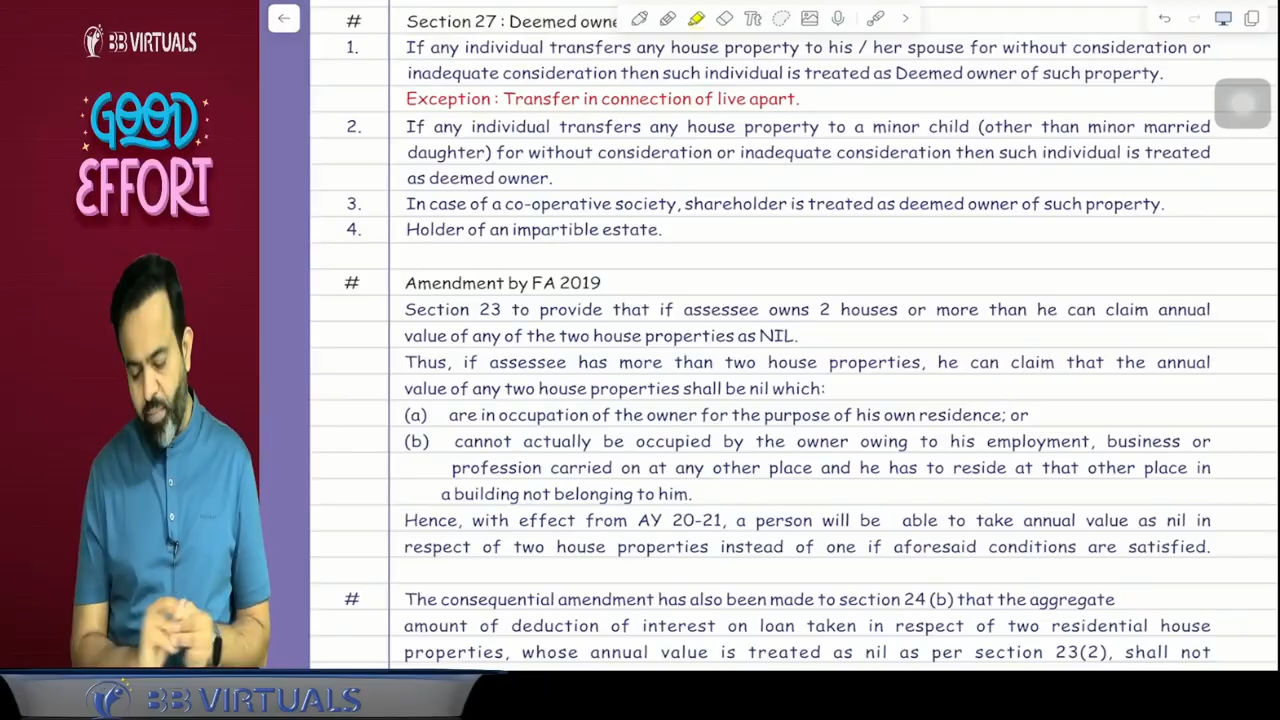 BB VIRTUALS
GOOD
EFFORT
# Section 27 : Deemed owne
1. If any individual transfers any house property to his / her spouse for without consideration or
inadequate consideration then such individual is treated as Deemed owner of such property.
Exception : Transfer in connection of live apart.
2. If any individual transfers any house property to a minor child (other than minor married
daughter) for without consideration or inadequate consideration then such individual is treated
as deemed owner.
3. In case of a co-operative society, shareholder is treated as deemed owner of such property.
4. Holder of an impartible estate.
# Amendment by FA 2019
Section 23 to provide that if assessee owns 2 houses or more than he can claim annual
value of any of the two house properties as NIL.
Thus, if assessee has more than two house properties, he can claim that the annual
value of any two house properties shall be nil which:
(a) are in occupation of the owner for the purpose of his own residence; or
(b) cannot actually be occupied by the owner owing to his employment, business or
profession carried on at any other place and he has to reside at that other place in
a building not belonging to him.
Hence, with effect from AY 20-21, a person will be able to take annual value as nil in
respect of two house properties instead of one if aforesaid conditions are satisfied.
# The consequential amendment has also been made to section 24 (b) that the aggregate
amount of deduction of interest on loan taken in respect of two residential house
properties, whose annual value is treated as nil as per section 23(2), shall not
BB VIRTUALS